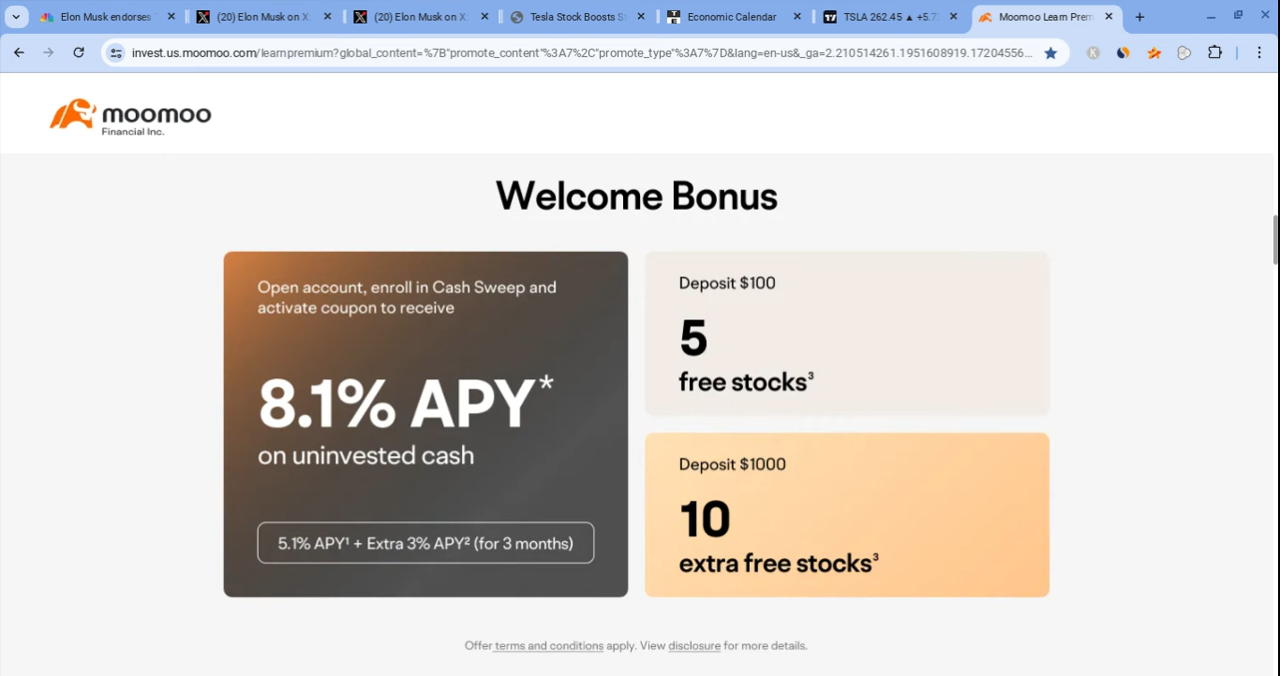 Elon Musk endorses
(20) Elon Musk on X:
(20) Elon Musk on X:
Tesla Stock Boosts S
Economic Calendar
TSLA 262.45 ▲ +5.7
Moomoo Learn Prem
invest.us.moomoo.com/learnpremium?global_content=%7B"promote_content"%3A7%2C"promote_type"%3A7%7D&lang=en-us&_ga=2.210514261.1951608919.17204556...
moomoo
Financial Inc.
Welcome Bonus
Open account, enroll in Cash Sweep and
activate coupon to receive
8.1% APY*
on uninvested cash
5.1% APY¹ + Extra 3% APY² (for 3 months)
Deposit $100
5
free stocks³
Deposit $1000
10
extra free stocks³
Offer terms and conditions apply. View disclosure for more details.